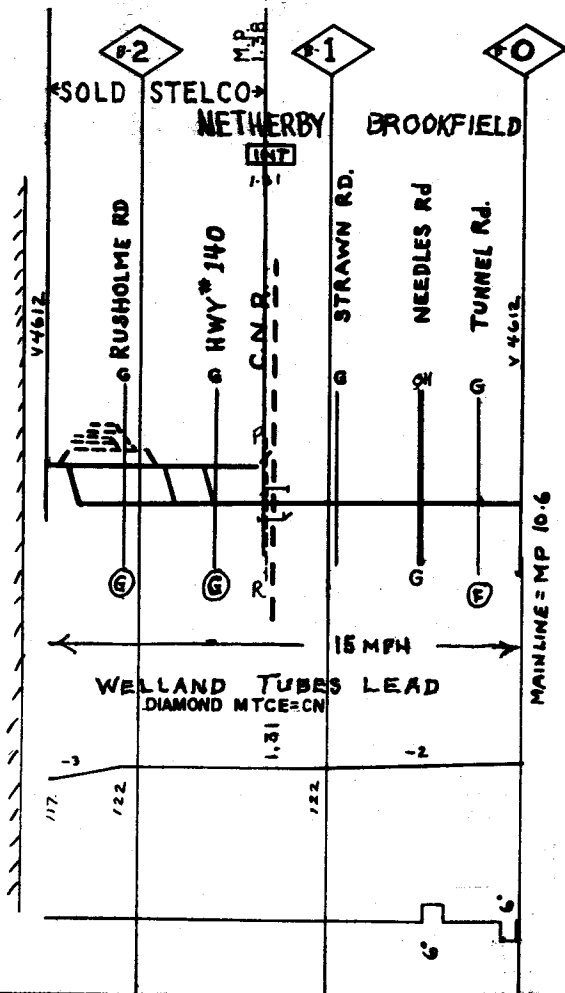 B-2
M.P. 1.38
B-1
B-0
SOLD STELCO
NETHERBY
BROOKFIELD
INT
1.31
RUSHOLME RD
HWY # 140
C.N.R.
STRAWN RD.
NEEDLES Rd
TUNNEL Rd.
V 4612
V 4612
G
G
G
OH
G
P
G
G
R
G
F
15 MPH
MAINLINE = MP 10.6
WELLAND TUBES LEAD
DIAMOND MTCE=CN
1.31
-3
-2
117
122
122
6°
6°